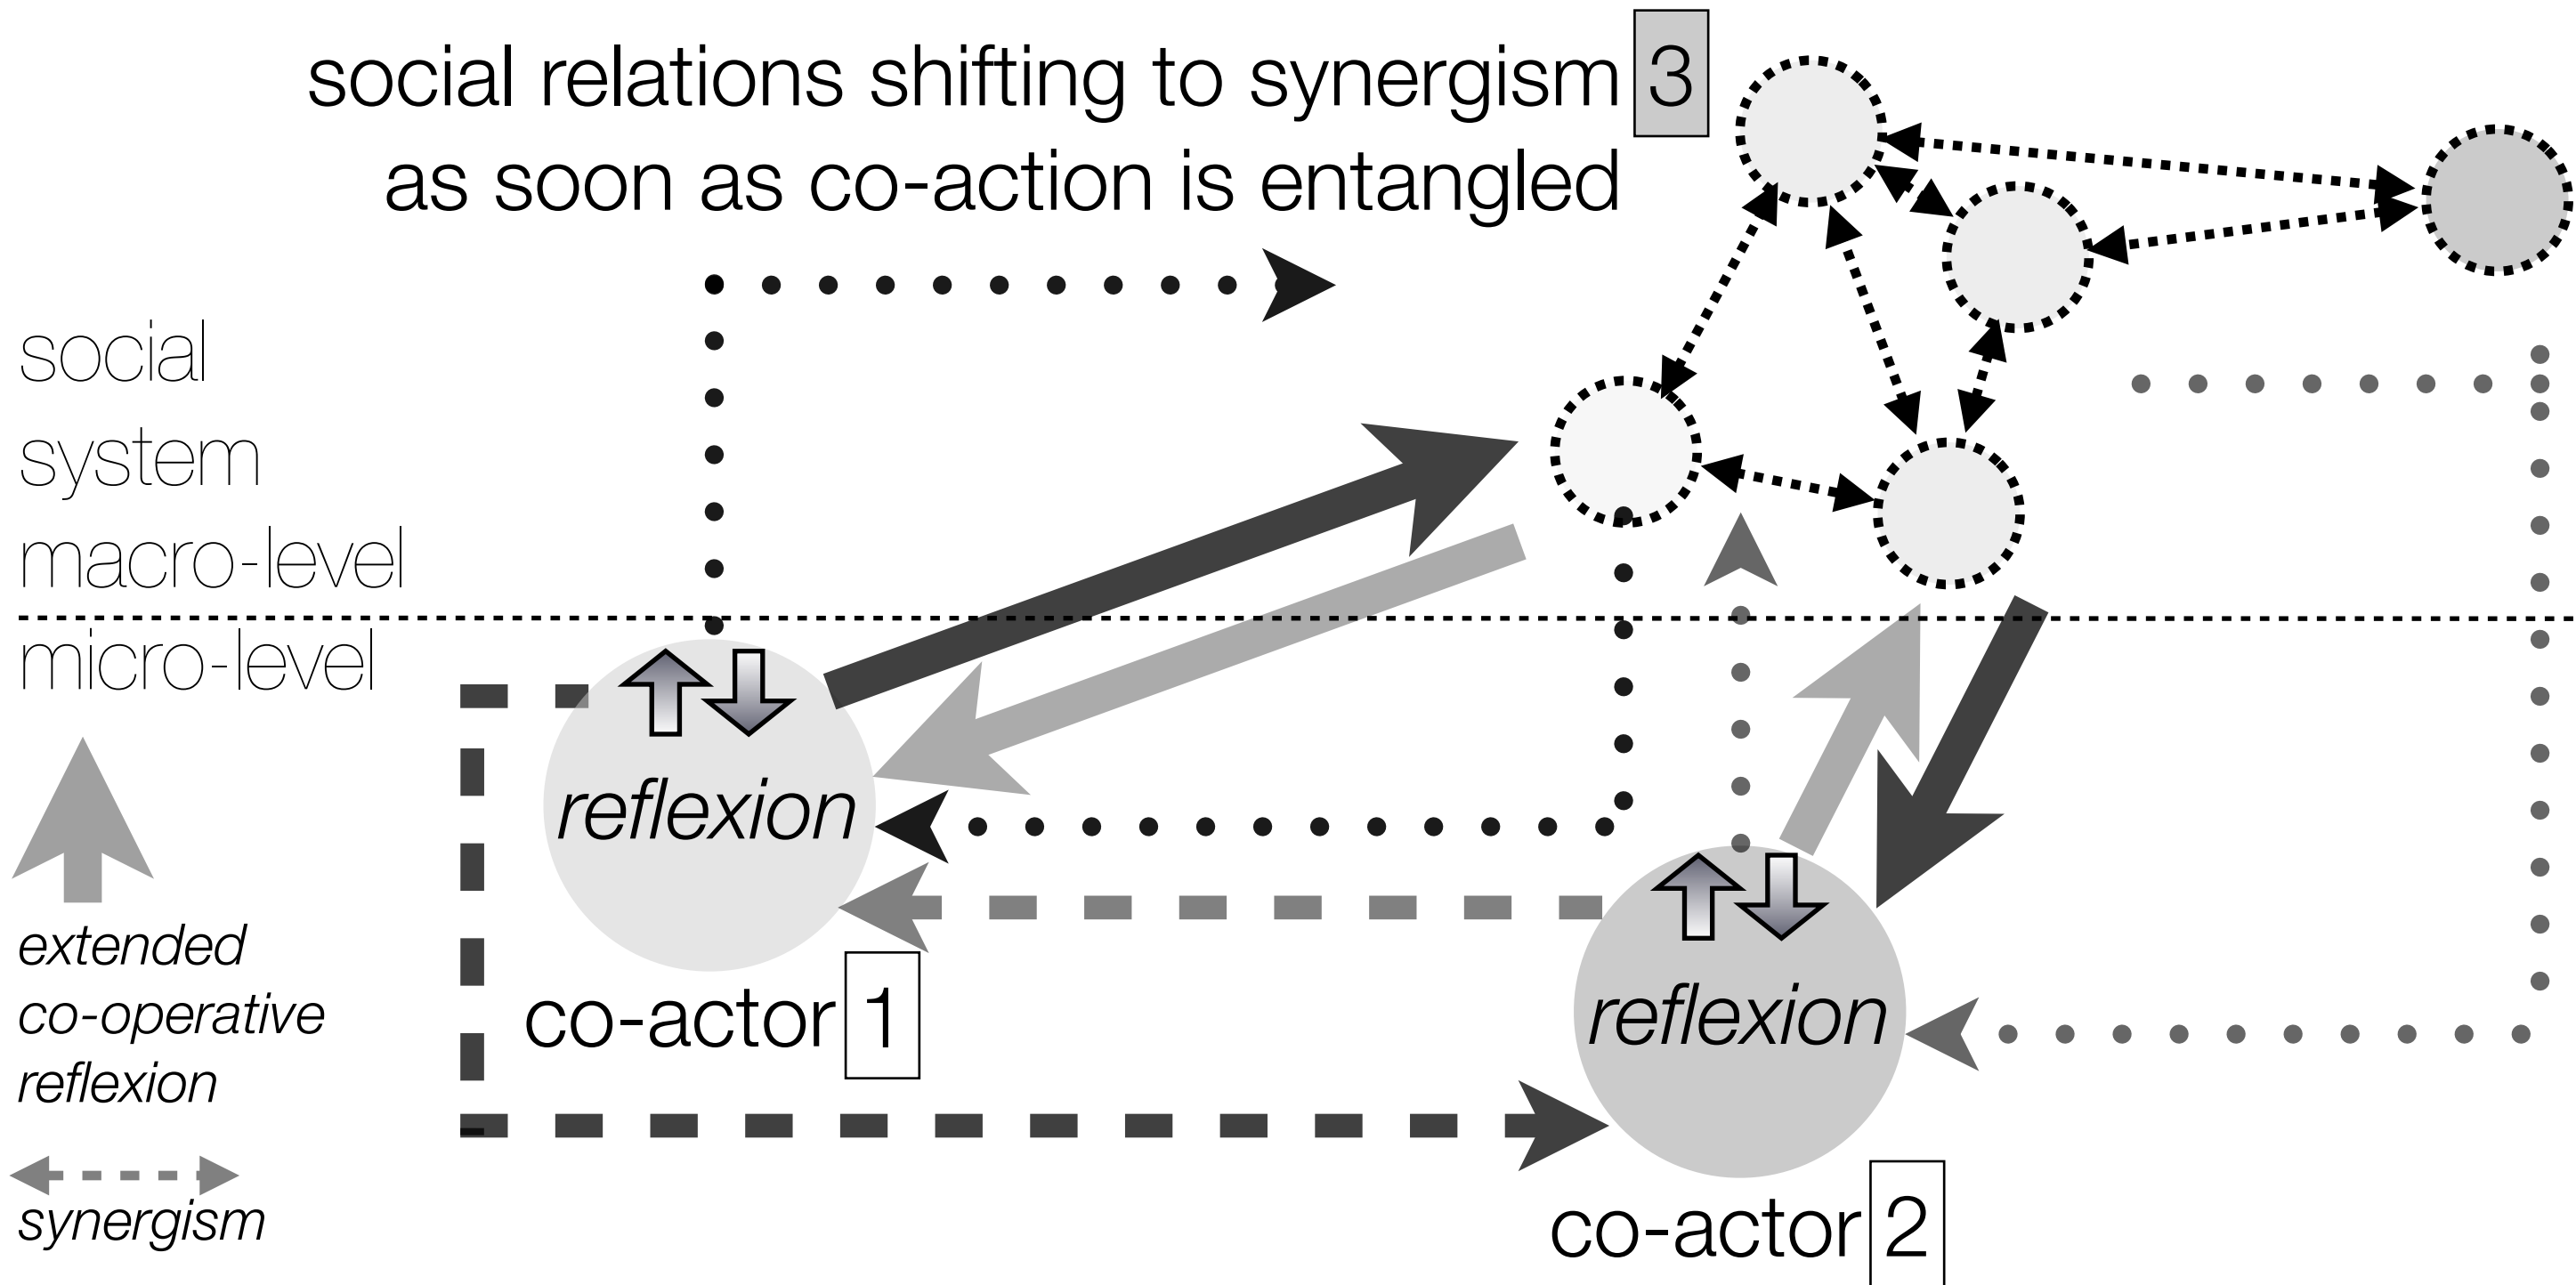 social relations shifting to synergism 3
as soon as co-action is entangled
social
system
macro-level
micro-level
reflexion
extended
co-operative
reflexion
synergism
co-actor 1
reflexion
co-actor 2